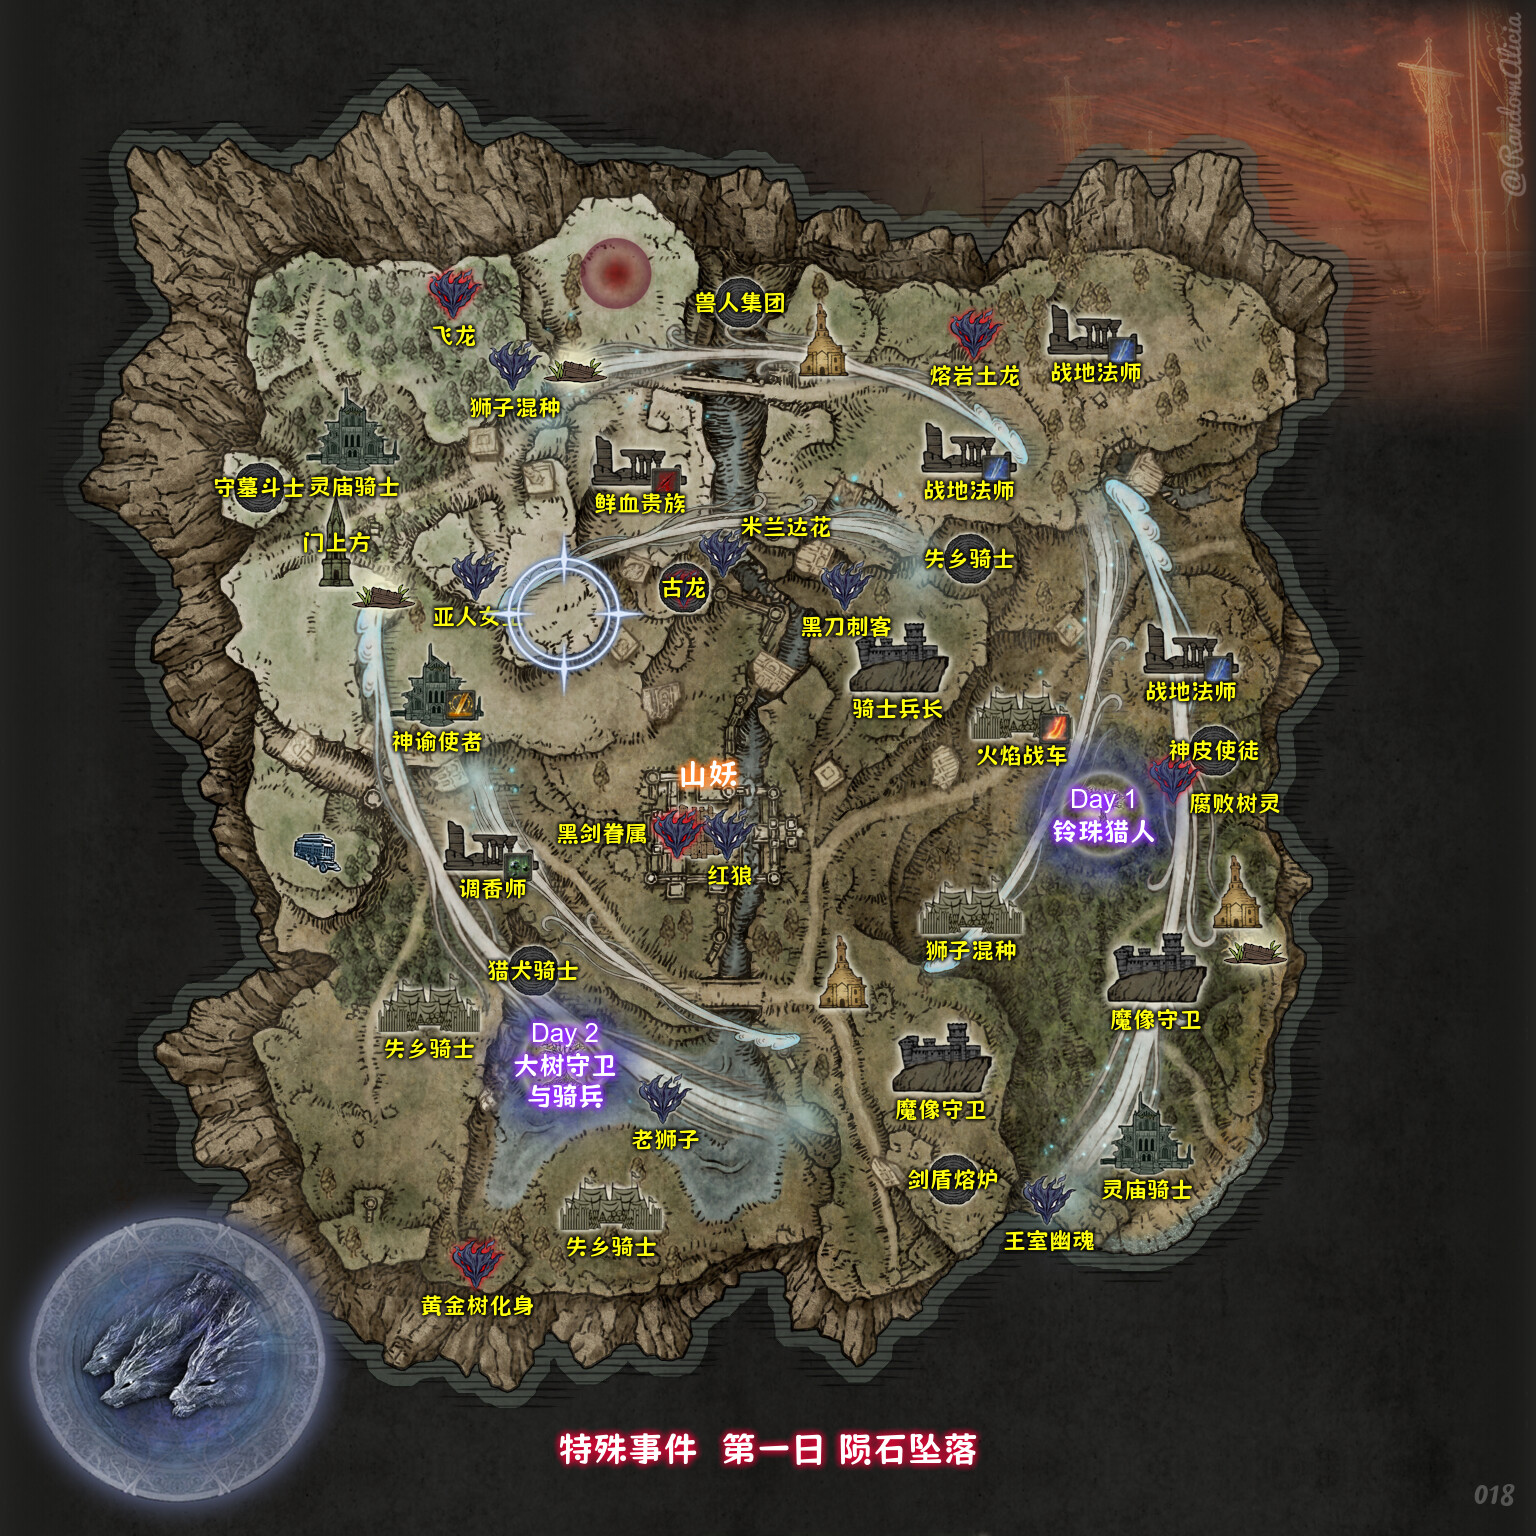 @RandomAlicia
兽人集团
飞龙
熔岩土龙
战地法师
狮子混种
守墓斗士
灵庙骑士
鲜血贵族
战地法师
米兰达花
门上方
失乡骑士
古龙
亚人女王
黑刀刺客
战地法师
骑士兵长
神谕使者
火焰战车
神皮使徒
山妖
Day 1
铃珠猎人
腐败树灵
黑剑眷属
红狼
调香师
狮子混种
猎犬骑士
魔像守卫
失乡骑士
Day 2
大树守卫
与骑兵
魔像守卫
老狮子
剑盾熔炉
灵庙骑士
王室幽魂
失乡骑士
黄金树化身
特殊事件 第一日 陨石坠落
018